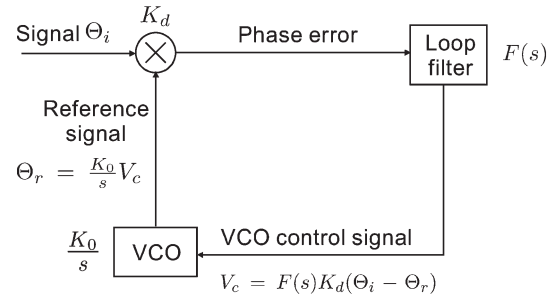 K_d
Signal Θ_i
Phase error
Loop
filter
F(s)
Reference
signal
Θ_r = K_0/s V_c
K_0/s
VCO
VCO control signal
V_c = F(s)K_d(Θ_i − Θ_r)